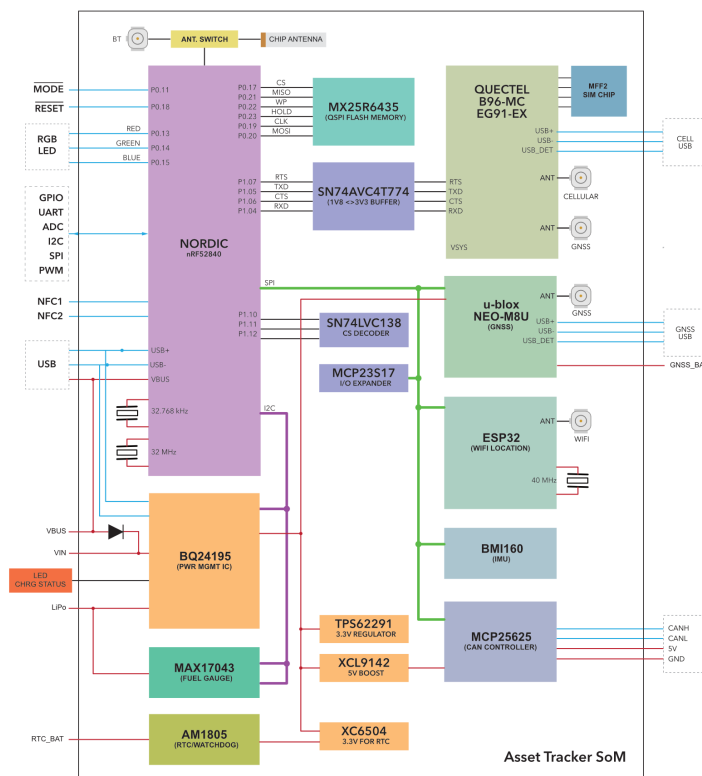 BT
ANT. SWITCH
CHIP ANTENNA
MODE
RESET
RGB
LED
RED
GREEN
BLUE
GPIO
UART
ADC
I2C
SPI
PWM
NFC1
NFC2
USB
P0.11
P0.18
P0.13
P0.14
P0.15
USB+
USB-
VBUS
32.768 kHz
32 MHz
NORDIC
nRF52840
P0.17
P0.21
P0.22
P0.23
P0.19
P0.20
CS
MISO
WP
HOLD
CLK
MOSI
MX25R6435
(QSPI FLASH MEMORY)
P1.07
P1.05
P1.06
P1.04
RTS
TXD
CTS
RXD
SN74AVC4T774
(1V8 <>3V3 BUFFER)
RTS
TXD
CTS
RXD
QUECTEL
B96-MC
EG91-EX
MFF2
SIM CHIP
USB+
USB-
USB_DET
CELL
USB
ANT
CELLULAR
ANT
GNSS
VSYS
SPI
P1.10
P1.11
P1.12
SN74LVC138
CS DECODER
MCP23S17
I/O EXPANDER
I2C
u-blox
NEO-M8U
(GNSS)
ANT
GNSS
USB+
USB-
USB_DET
GNSS
USB
GNSS_BA
ESP32
(WIFI LOCATION)
ANT
WIFI
40 MHz
BMI160
(IMU)
VBUS
VIN
LED
CHRG STATUS
LiPo
BQ24195
(PWR MGMT IC)
MAX17043
(FUEL GAUGE)
RTC_BAT
AM1805
(RTC/WATCHDOG)
TPS62291
3.3V REGULATOR
XCL9142
5V BOOST
XC6504
3.3V FOR RTC
MCP25625
(CAN CONTROLLER)
CANH
CANL
5V
GND
Asset Tracker SoM